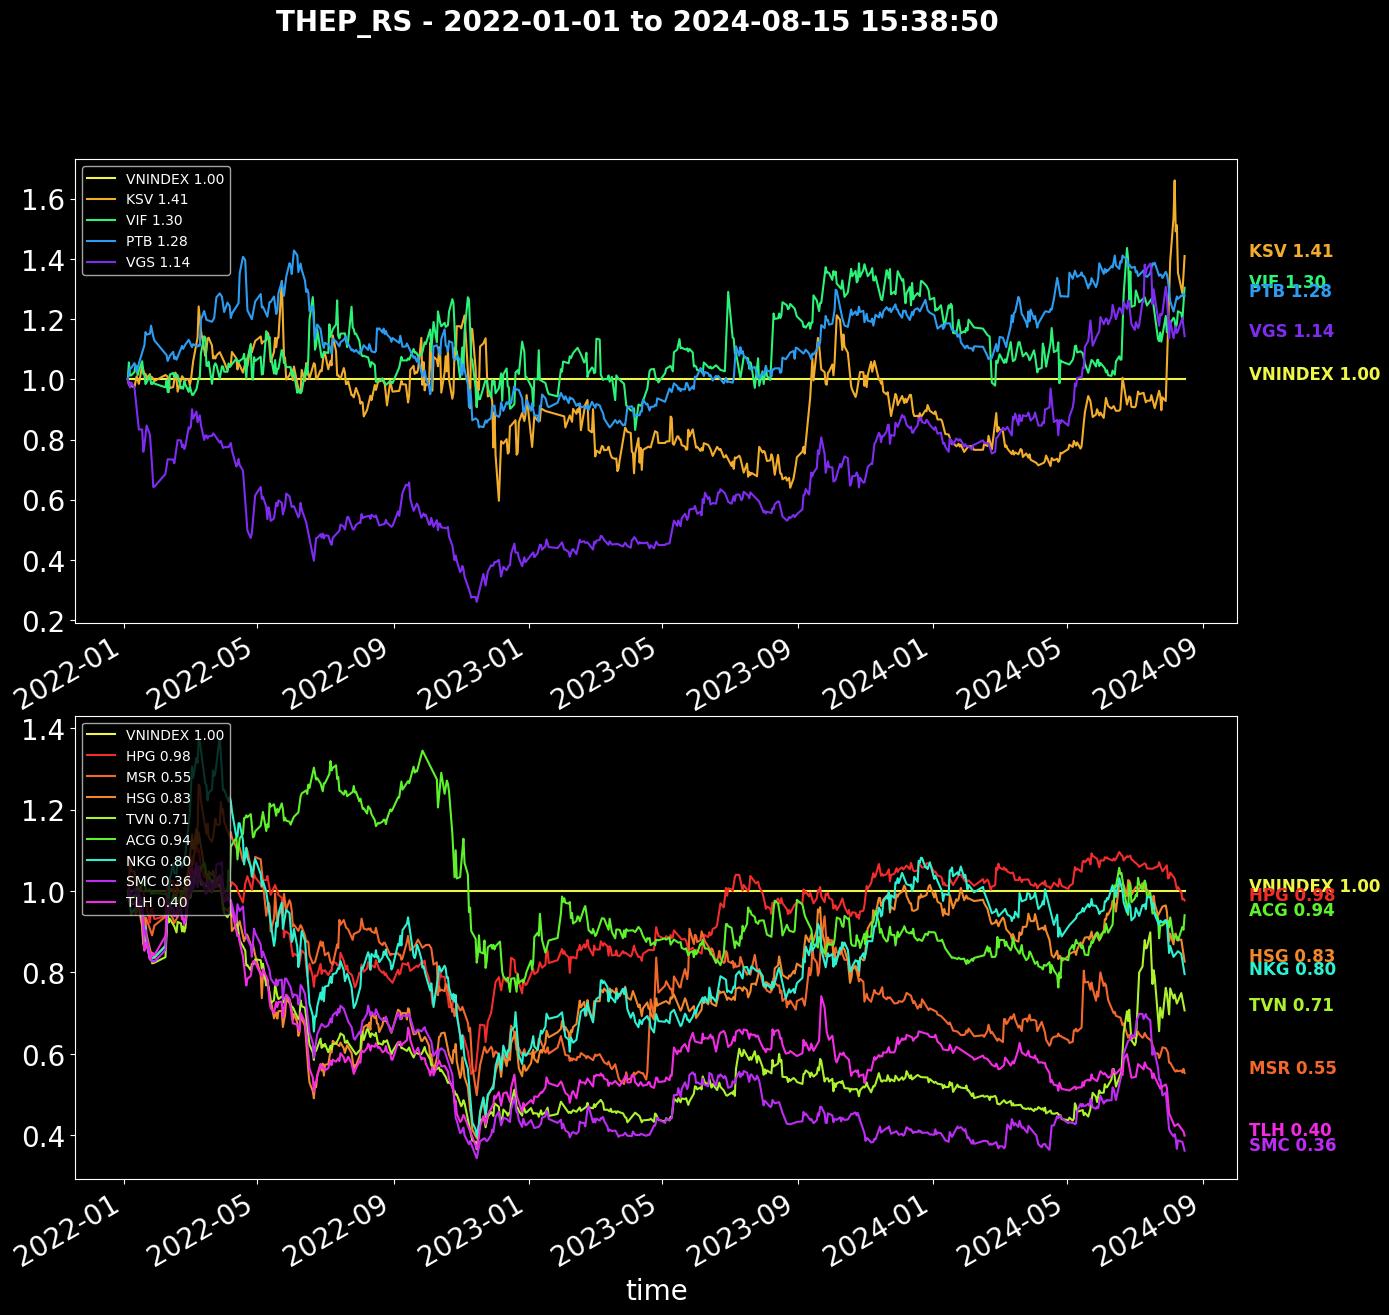 THEP_RS - 2022-01-01 to 2024-08-15 15:38:50
VNINDEX 1.00
KSV 1.41
VIF 1.30
PTB 1.28
VGS 1.14
1.6
1.4
1.2
1.0
0.8
0.6
0.4
0.2
KSV 1.41
VIF 1.30
PTB 1.28
VGS 1.14
VNINDEX 1.00
2022-01
2022-05
2022-09
2023-01
2023-05
2023-09
2024-01
2024-05
2024-09
VNINDEX 1.00
HPG 0.98
MSR 0.55
HSG 0.83
TVN 0.71
ACG 0.94
NKG 0.80
SMC 0.36
TLH 0.40
1.4
1.2
1.0
0.8
0.6
0.4
VNINDEX 1.00
HPG 0.98
ACG 0.94
HSG 0.83
NKG 0.80
TVN 0.71
MSR 0.55
TLH 0.40
SMC 0.36
2022-01
2022-05
2022-09
2023-01
2023-05
2023-09
2024-01
2024-05
2024-09
time